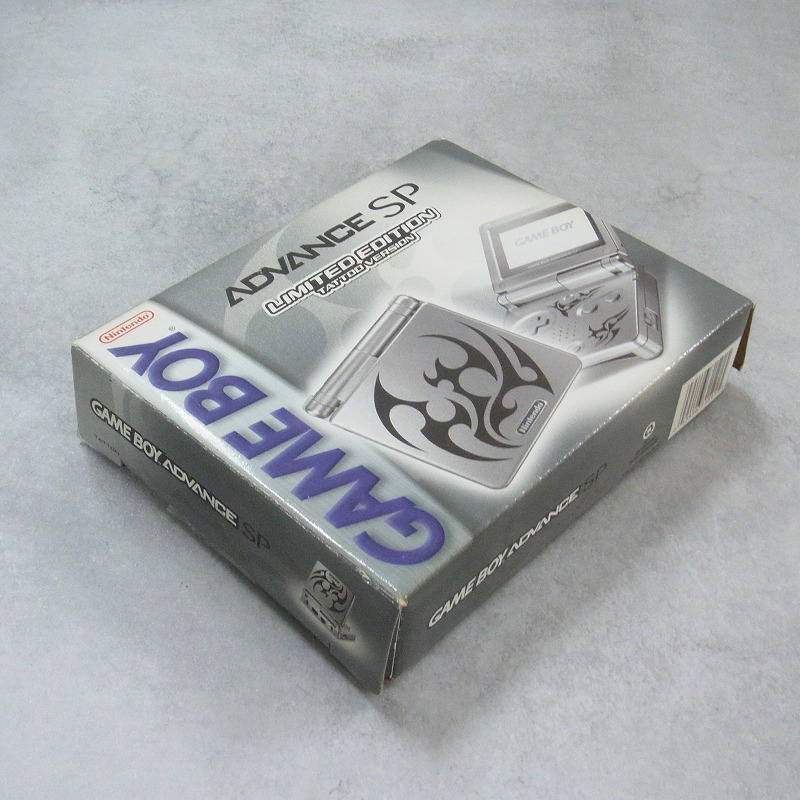 ADVANCE SP
LIMITED EDITION
TATTOO VERSION
Nintendo
GAME BOY®
GAME BOY
Nintendo
GAME BOY ADVANCE SP
GAME BOY ADVANCE SP